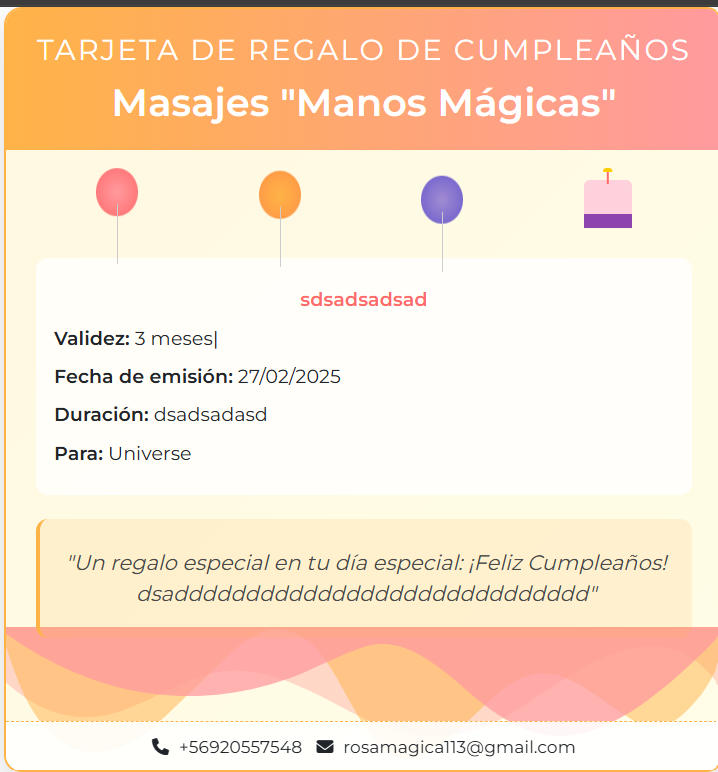 TARJETA DE REGALO DE CUMPLEAÑOS
Masajes "Manos Mágicas"
sdsadsadsad
Validez: 3 meses|
Fecha de emisión: 27/02/2025
Duración: dsadsadasd
Para: Universe
"Un regalo especial en tu día especial: ¡Feliz Cumpleaños!
dsadddddddddddddddddddddddddddddd"
+56920557548 rosamagica113@gmail.com